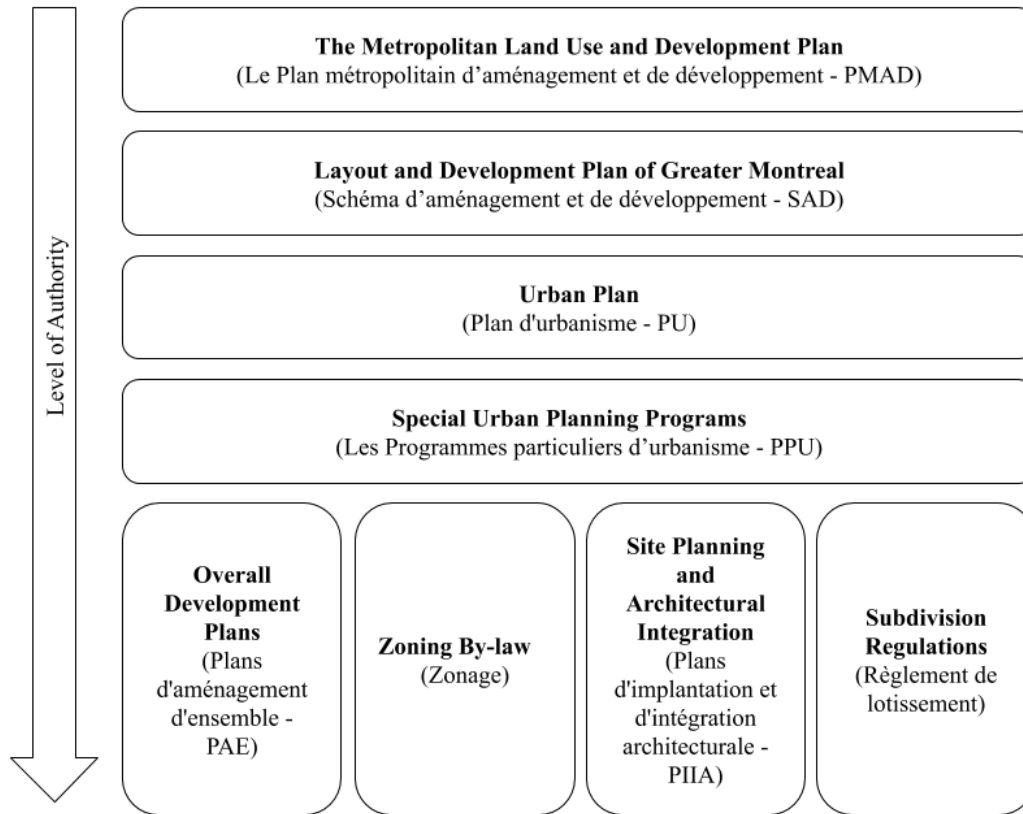 Level of Authority
The Metropolitan Land Use and Development Plan
(Le Plan métropolitain d’aménagement et de développement - PMAD)
Layout and Development Plan of Greater Montreal
(Schéma d’aménagement et de développement - SAD)
Urban Plan
(Plan d'urbanisme - PU)
Special Urban Planning Programs
(Les Programmes particuliers d’urbanisme - PPU)
Overall
Development
Plans
(Plans
d'aménagement
d'ensemble -
PAE)
Zoning By-law
(Zonage)
Site Planning
and
Architectural
Integration
(Plans
d'implantation et
d'intégration
architecturale -
PIIA)
Subdivision
Regulations
(Règlement de
lotissement)